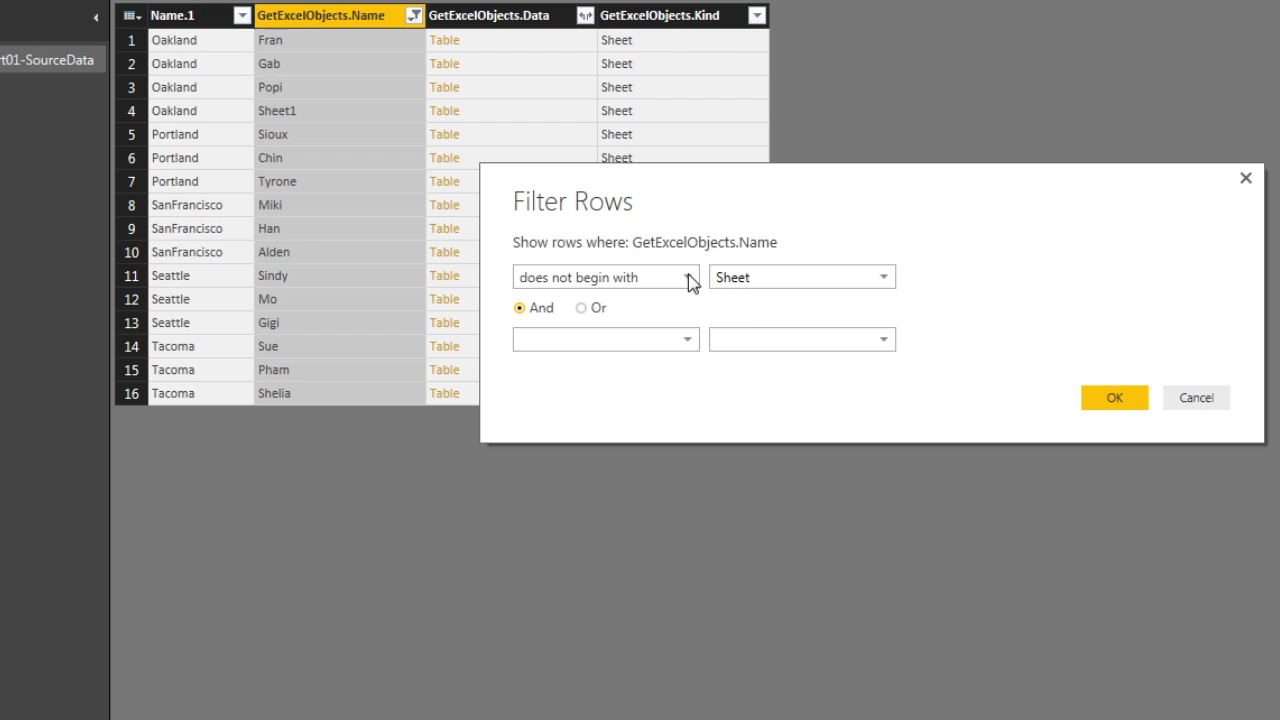 Name.1 GetExcelObjects.Name GetExcelObjects.Data GetExcelObjects.Kind
1 Oakland Fran Table Sheet
t01-SourceData
2 Oakland Gab Table Sheet
3 Oakland Popi Table Sheet
4 Oakland Sheet1 Table Sheet
5 Portland Sioux Table Sheet
6 Portland Chin Table Sheet
7 Portland Tyrone Table
8 SanFrancisco Miki Table
9 SanFrancisco Han Table
10 SanFrancisco Alden Table
11 Seattle Sindy Table
12 Seattle Mo Table
13 Seattle Gigi Table
14 Tacoma Sue Table
15 Tacoma Pham Table
16 Tacoma Shelia Table
Filter Rows
Show rows where: GetExcelObjects.Name
does not begin with Sheet
And Or
OK Cancel